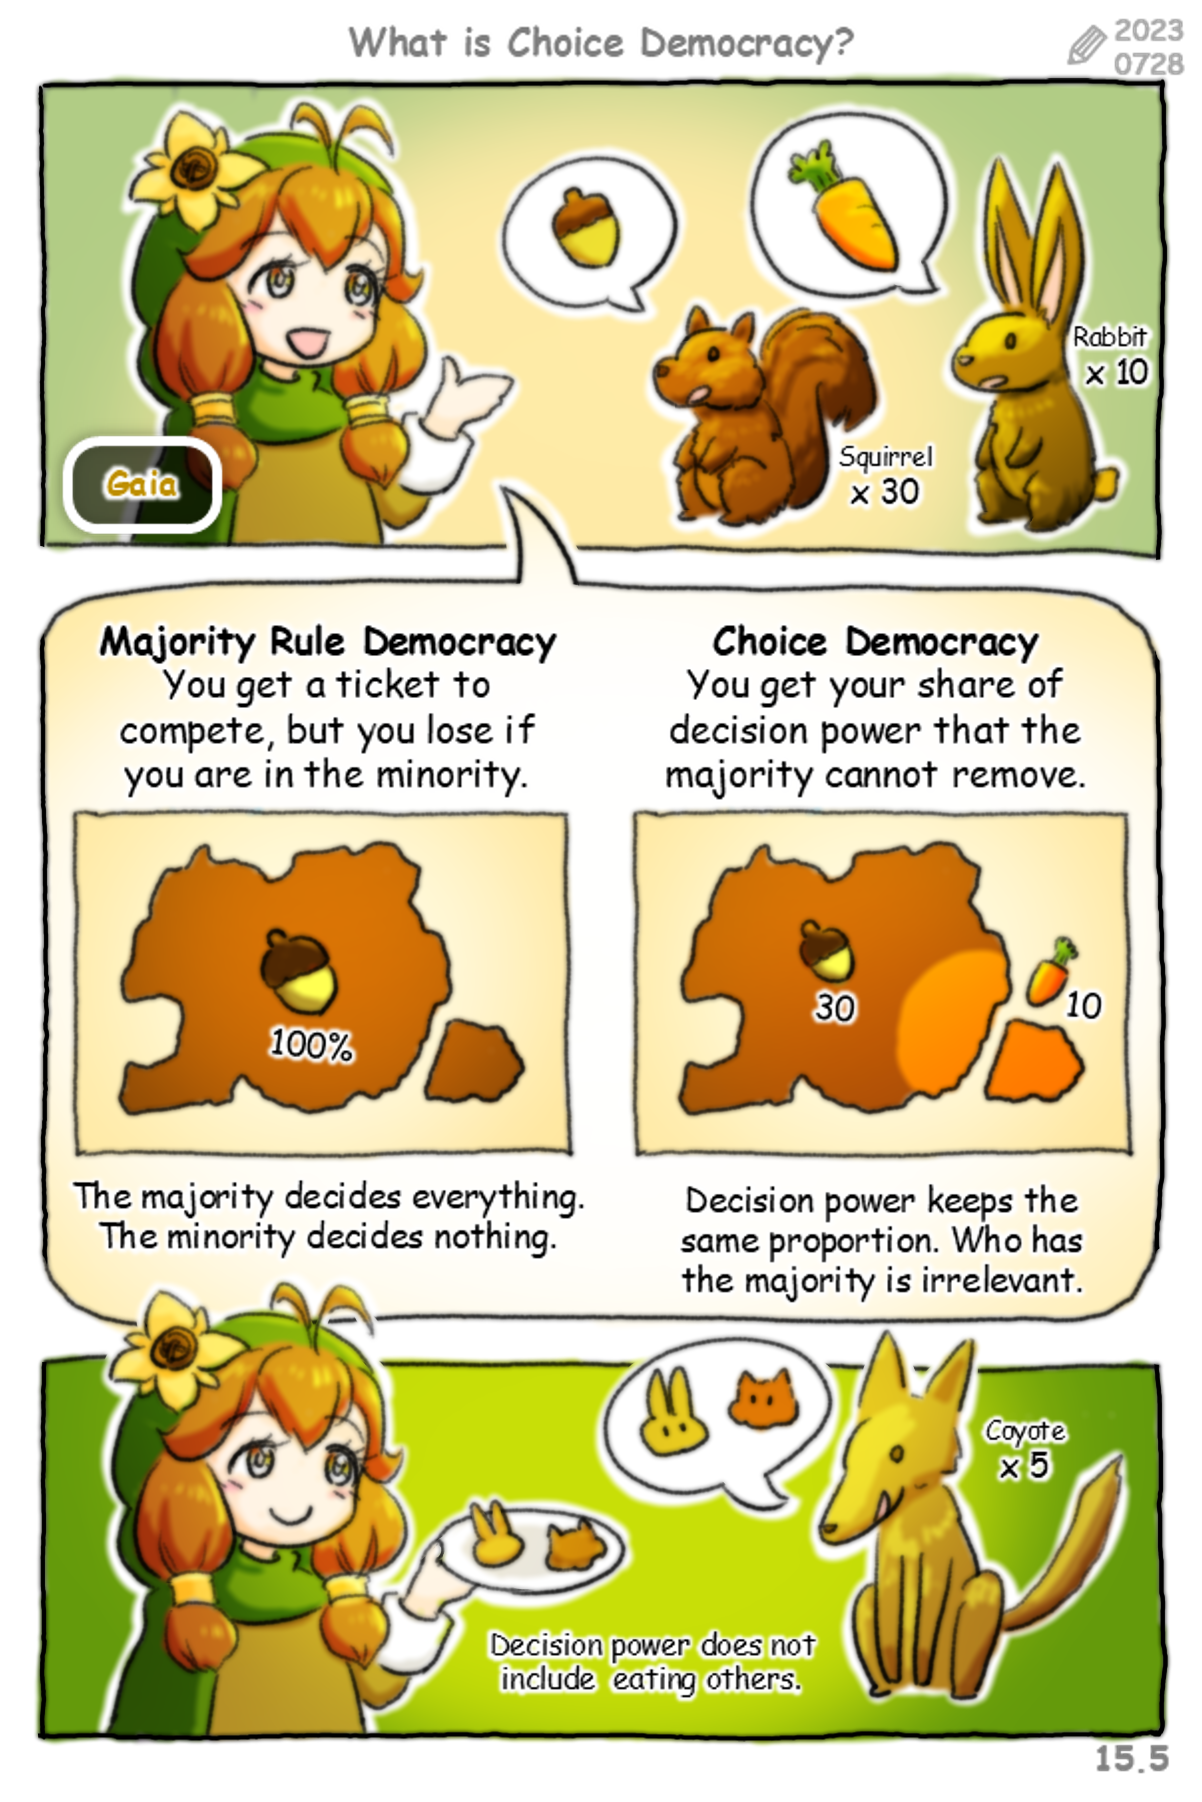 What is Choice Democracy?
2023
0728
Rabbit
x 10
Squirrel
x 30
Gaia
Majority Rule Democracy
You get a ticket to
compete, but you lose if
you are in the minority.
100%
The majority decides everything.
The minority decides nothing.
Choice Democracy
You get your share of
decision power that the
majority cannot remove.
30
10
Decision power keeps the
same proportion. Who has
the majority is irrelevant.
Coyote
x 5
Decision power does not
include eating others.
15.5